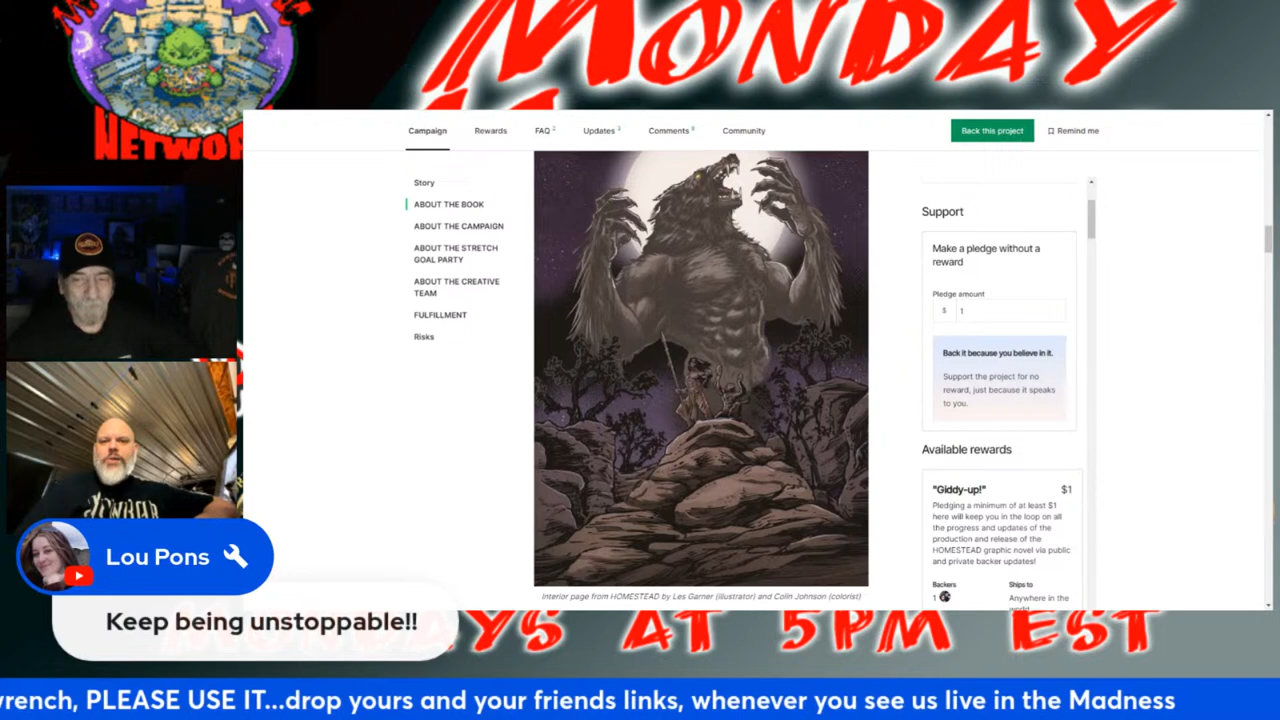 MONDAY
NETWOR
Campaign
Rewards
FAQ 2
Updates 3
Comments 8
Community
Back this project
Remind me
Story
ABOUT THE BOOK
ABOUT THE CAMPAIGN
ABOUT THE STRETCH
GOAL PARTY
ABOUT THE CREATIVE
TEAM
FULFILLMENT
Risks
Interior page from HOMESTEAD by Les Garner (illustrator) and Colin Johnson (colorist)
Support
Make a pledge without a
reward
Pledge amount
$ 1
Back it because you believe in it.
Support the project for no
reward, just because it speaks
to you.
Available rewards
"Giddy-up!" $1
Pledging a minimum of at least $1
here will keep you in the loop on all
the progress and updates of the
production and release of the
HOMESTEAD graphic novel via public
and private backer updates!
Backers
1
Ships to
Anywhere in the
world
Lou Pons
Keep being unstoppable!!
AYS AT 5PM EST
wrench, PLEASE USE IT...drop yours and your friends links, whenever you see us live in the Madness